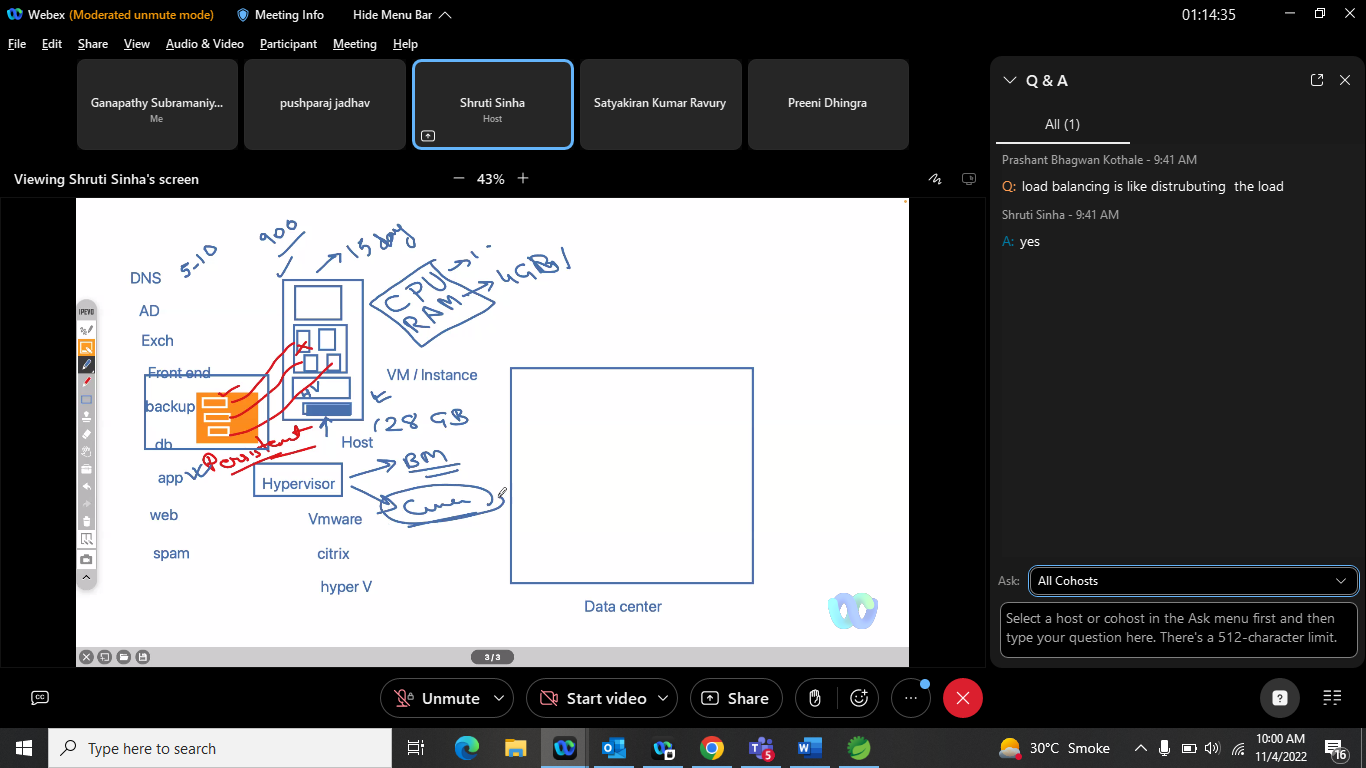 Webex (Moderated unmute mode) Meeting Info Hide Menu Bar 01:14:35
File Edit Share View Audio & Video Participant Meeting Help
Ganapathy Subramaniy...
Me
pushparaj jadhav
Shruti Sinha
Host
Satyakiran Kumar Ravury
Preeni Dhingra
Viewing Shruti Sinha's screen
43%
900
15 day
5-10
DNS
AD
Exch
Front end
backup
db
app
web
spam
CPU
RAM
4GB
VM / Instance
HV
128 GB
Host
Persistent
Hypervisor
BM
Vmware
citrix
hyper V
Data center
IPEVO
3/3
Q & A
All (1)
Prashant Bhagwan Kothale - 9:41 AM
Q: load balancing is like distrubuting the load
Shruti Sinha - 9:41 AM
A: yes
Ask: All Cohosts
Select a host or cohost in the Ask menu first and then
type your question here. There's a 512-character limit.
CC
Unmute
Start video
Share
Type here to search
5
W
30°C Smoke
10:00 AM
11/4/2022
16